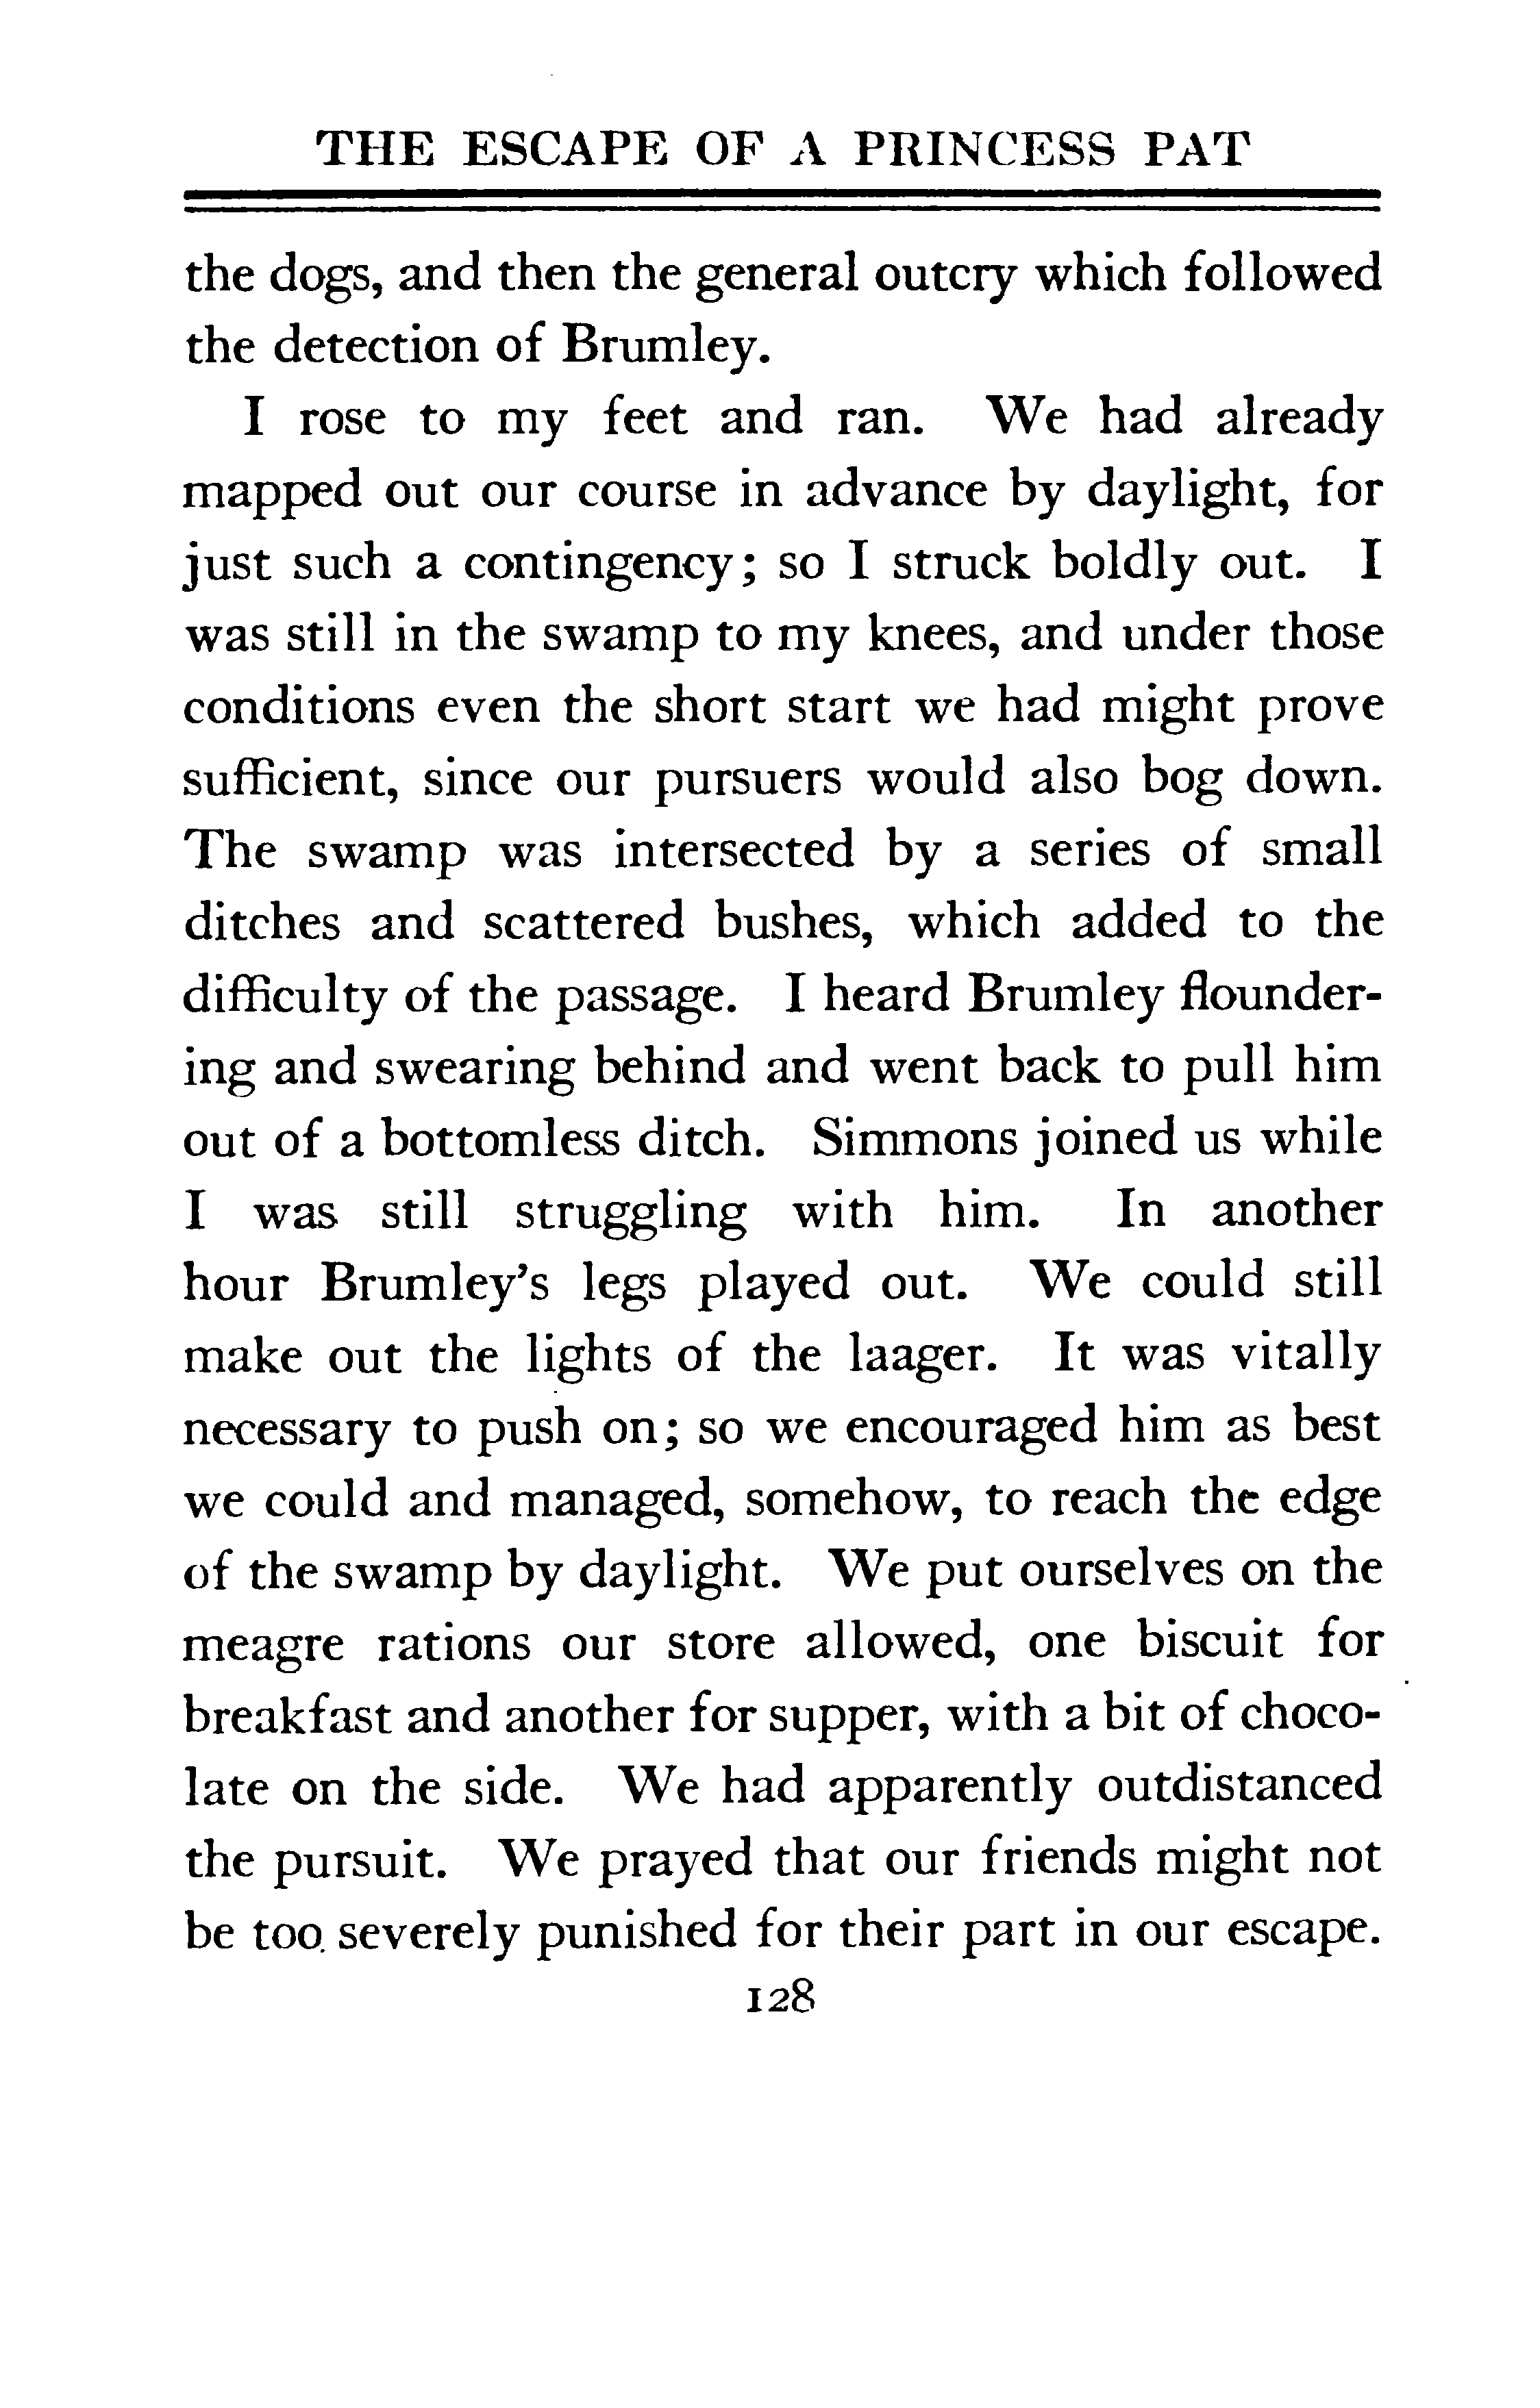 THE ESCAPE OF A PRINCESS PAT
the dogs, and then the general outcry which followed
the detection of Brumley.
I rose to my feet and ran. We had already
mapped out our course in advance by daylight, for
just such a contingency; so I struck boldly out. I
was still in the swamp to my knees, and under those
conditions even the short start we had might prove
sufficient, since our pursuers would also bog down.
The swamp was intersected by a series of small
ditches and scattered bushes, which added to the
difficulty of the passage. I heard Brumley flounder-
ing and swearing behind and went back to pull him
out of a bottomless ditch. Simmons joined us while
I was still struggling with him. In another
hour Brumley's legs played out. We could still
make out the lights of the laager. It was vitally
necessary to push on; so we encouraged him as best
we could and managed, somehow, to reach the edge
of the swamp by daylight. We put ourselves on the
meagre rations our store allowed, one biscuit for
breakfast and another for supper, with a bit of choco-
late on the side. We had apparently outdistanced
the pursuit. We prayed that our friends might not
be too severely punished for their part in our escape.
128